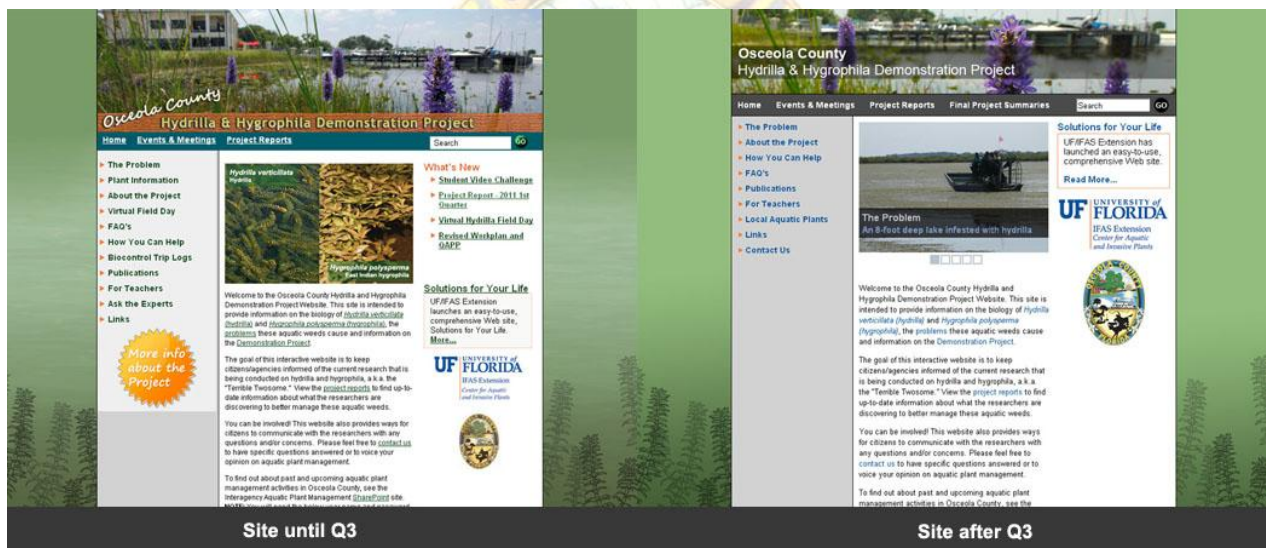 Osceola County
Hydrilla & Hygrophila Demonstration Project
Home Events & Meetings Project Reports
Search GO
The Problem
Plant Information
About the Project
Virtual Field Day
FAQ's
How You Can Help
Biocontrol Trip Logs
Publications
For Teachers
Ask the Experts
Links
More info
about the
Project
Hydrilla verticillata
Hydrilla
Hygrophila polysperma
East Indian hygrophila
What's New
Student Video Challenge
Project Report - 2011 1st
Quarter
Virtual Hydrilla Field Day
Revised Workplan and
QAPP
Solutions for Your Life
UF/IFAS Extension
launches an easy-to-use,
comprehensive Web site,
Solutions for Your Life.
More...
UF UNIVERSITY of
FLORIDA
IFAS Extension
Center for Aquatic
and Invasive Plants
Welcome to the Osceola County Hydrilla and Hygrophila
Demonstration Project Website. This site is intended to
provide information on the biology of Hydrilla verticillata
(hydrilla) and Hygrophila polysperma (hygrophila), the
problems these aquatic weeds cause and information on
the Demonstration Project.
The goal of this interactive website is to keep
citizens/agencies informed of the current research that is
being conducted on hydrilla and hygrophila, a.k.a. the
"Terrible Twosome." View the project reports to find up-to-
date information about what the researchers are
discovering to better manage these aquatic weeds.
You can be involved! This website also provides ways for
citizens to communicate with the researchers with any
questions and/or concerns. Please feel free to contact us
to have specific questions answered or to voice your
opinion on aquatic plant management.
To find out about past and upcoming aquatic plant
management activities in Osceola County, see the
Interagency Aquatic Plant Management SharePoint site.
NOTE: You will need the below user name and password
Site until Q3
Osceola County
Hydrilla & Hygrophila Demonstration Project
Home Events & Meetings Project Reports Final Project Summaries Search GO
The Problem
About the Project
How You Can Help
FAQ's
Publications
For Teachers
Local Aquatic Plants
Links
Contact Us
The Problem
An 8-foot deep lake infested with hydrilla
Solutions for Your Life
UF/IFAS Extension has
launched an easy-to-use,
comprehensive Web site.
Read More...
UF UNIVERSITY of
FLORIDA
IFAS Extension
Center for Aquatic
and Invasive Plants
Welcome to the Osceola County Hydrilla and
Hygrophila Demonstration Project Website. This site is
intended to provide information on the biology of Hydrilla
verticillata (hydrilla) and Hygrophila polysperma
(hygrophila), the problems these aquatic weeds cause
and information on the Demonstration Project.
The goal of this interactive website is to keep
citizens/agencies informed of the current research that
is being conducted on hydrilla and hygrophila, a.k.a.
the "Terrible Twosome." View the project reports to find
up-to-date information about what the researchers are
discovering to better manage these aquatic weeds.
You can be involved! This website also provides ways
for citizens to communicate with the researchers with
any questions and/or concerns. Please feel free to
contact us to have specific questions answered or to
voice your opinion on aquatic plant management.
To find out about past and upcoming aquatic plant
management activities in Osceola County, see the
Site after Q3